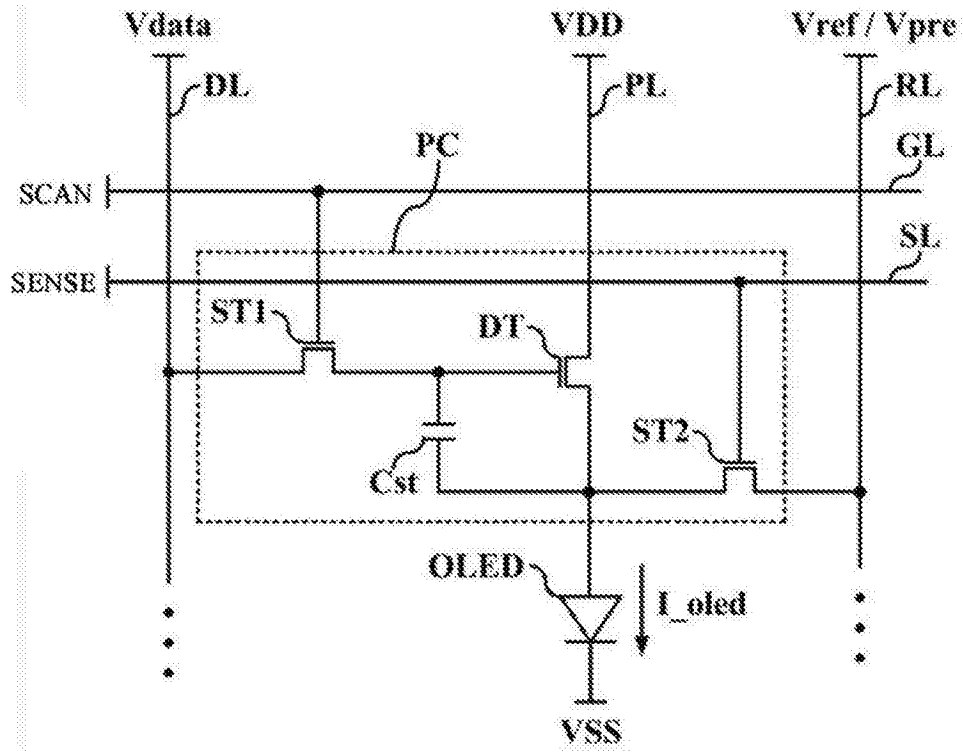 Vdata
VDD
Vref / Vpre
DL
PL
RL
PC
GL
SCAN
SL
SENSE
ST1
DT
ST2
Cst
OLED
I_oled
VSS